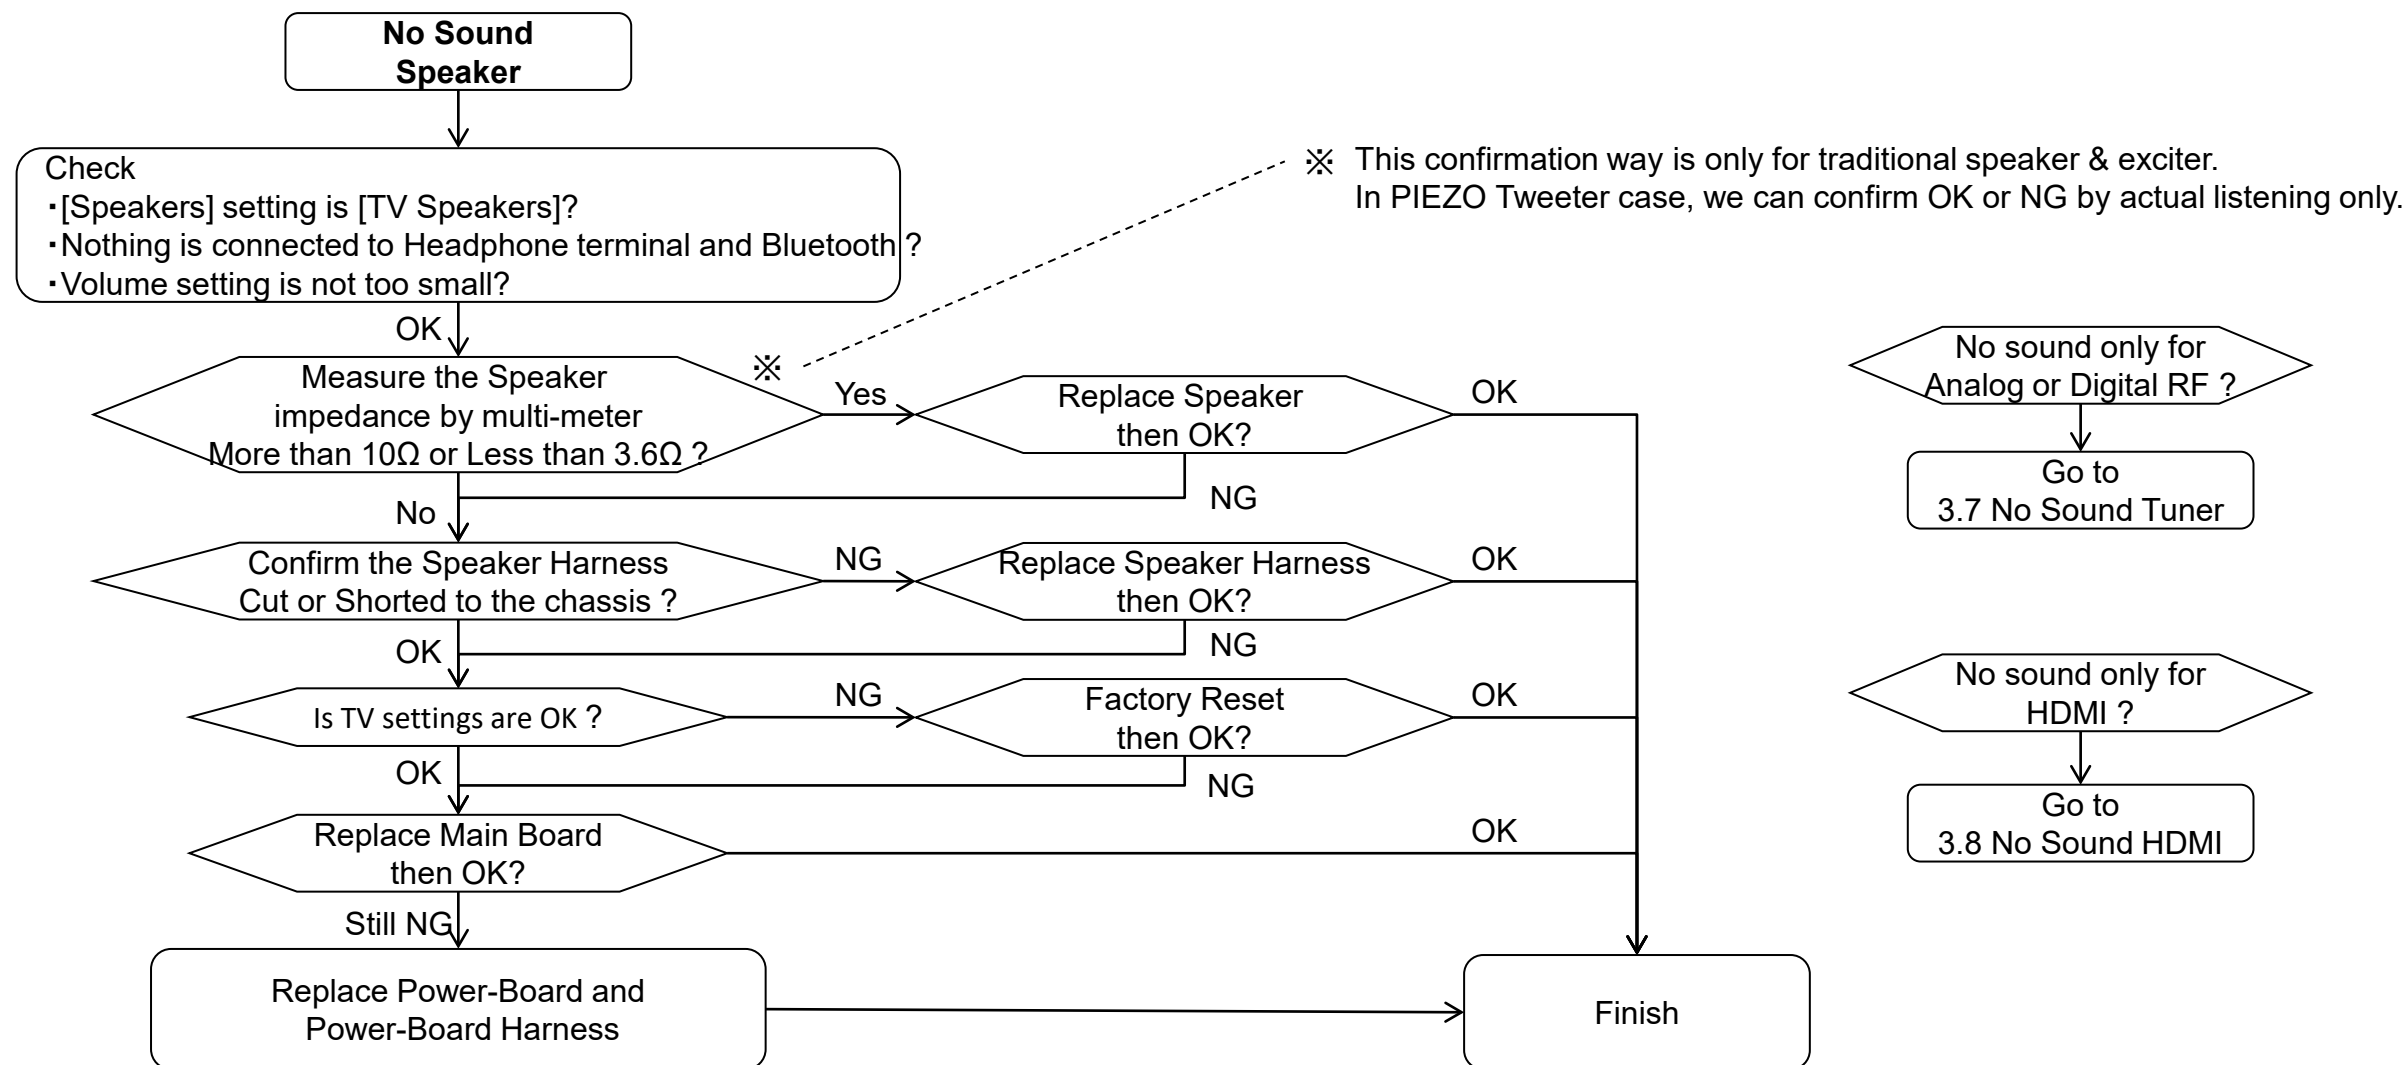 No Sound
Speaker
Check
･[Speakers] setting is [TV Speakers]?
･Nothing is connected to Headphone terminal and Bluetooth ?
･Volume setting is not too small?
※ This confirmation way is only for traditional speaker & exciter.
In PIEZO Tweeter case, we can confirm OK or NG by actual listening only.
OK
Measure the Speaker
impedance by multi-meter
More than 10Ω or Less than 3.6Ω ?
※
Yes
Replace Speaker
then OK?
OK
NG
No
Confirm the Speaker Harness
Cut or Shorted to the chassis ?
NG
Replace Speaker Harness
then OK?
OK
NG
OK
Is TV settings are OK ?
NG
Factory Reset
then OK?
OK
NG
OK
Replace Main Board
then OK?
OK
Still NG
Replace Power-Board and
Power-Board Harness
Finish
No sound only for
Analog or Digital RF ?
Go to
3.7 No Sound Tuner
No sound only for
HDMI ?
Go to
3.8 No Sound HDMI